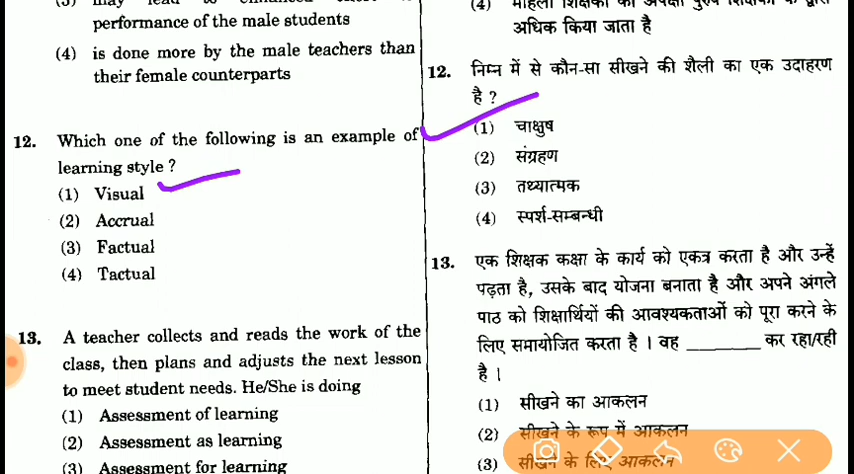 performance of the male students
(4) is done more by the male teachers than
their female counterparts
12. Which one of the following is an example of
learning style ?
(1) Visual
(2) Accrual
(3) Factual
(4) Tactual
13. A teacher collects and reads the work of the
class, then plans and adjusts the next lesson
to meet student needs. He/She is doing
(1) Assessment of learning
(2) Assessment as learning
(3) Assessment for learning
अधिक किया जाता है
12. निम्न में से कौन-सा सीखने की शैली का एक उदाहरण
है ?
(1) चाक्षुष
(2) संग्रहण
(3) तथ्यात्मक
(4) स्पर्श-सम्बन्धी
13. एक शिक्षक कक्षा के कार्य को एकत्र करता है और उन्हें
पढ़ता है, उसके बाद योजना बनाता है और अपने अंगले
पाठ को शिक्षार्थियों की आवश्यकताओं को पूरा करने के
लिए समायोजित करता है । वह ________ कर रहा/रही
है ।
(1) सीखने का आकलन
(2) सीखने के रूप में आकलन
(3) सीखने के लिए आकलन